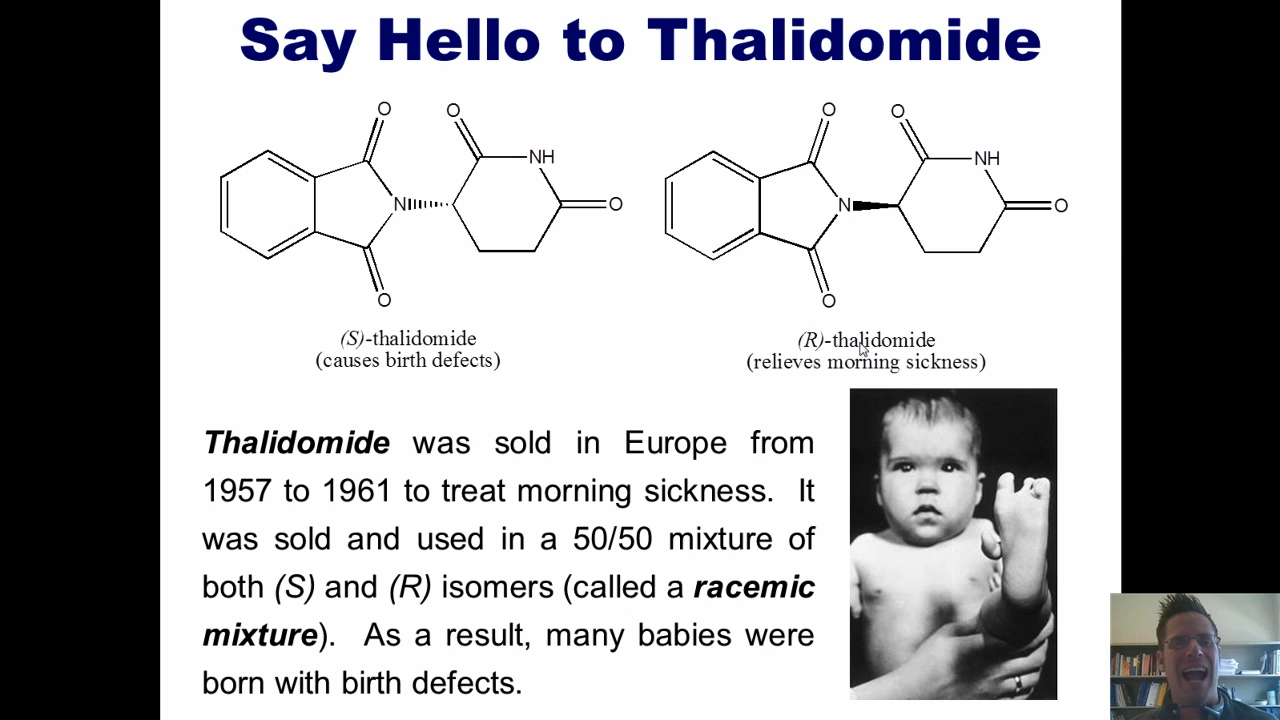 Say Hello to Thalidomide
O
O
NH
N
O
O
O
O
NH
N
O
O
(S)-thalidomide
(causes birth defects)
(R)-thalidomide
(relieves morning sickness)
Thalidomide was sold in Europe from
1957 to 1961 to treat morning sickness. It
was sold and used in a 50/50 mixture of
both (S) and (R) isomers (called a racemic
mixture). As a result, many babies were
born with birth defects.